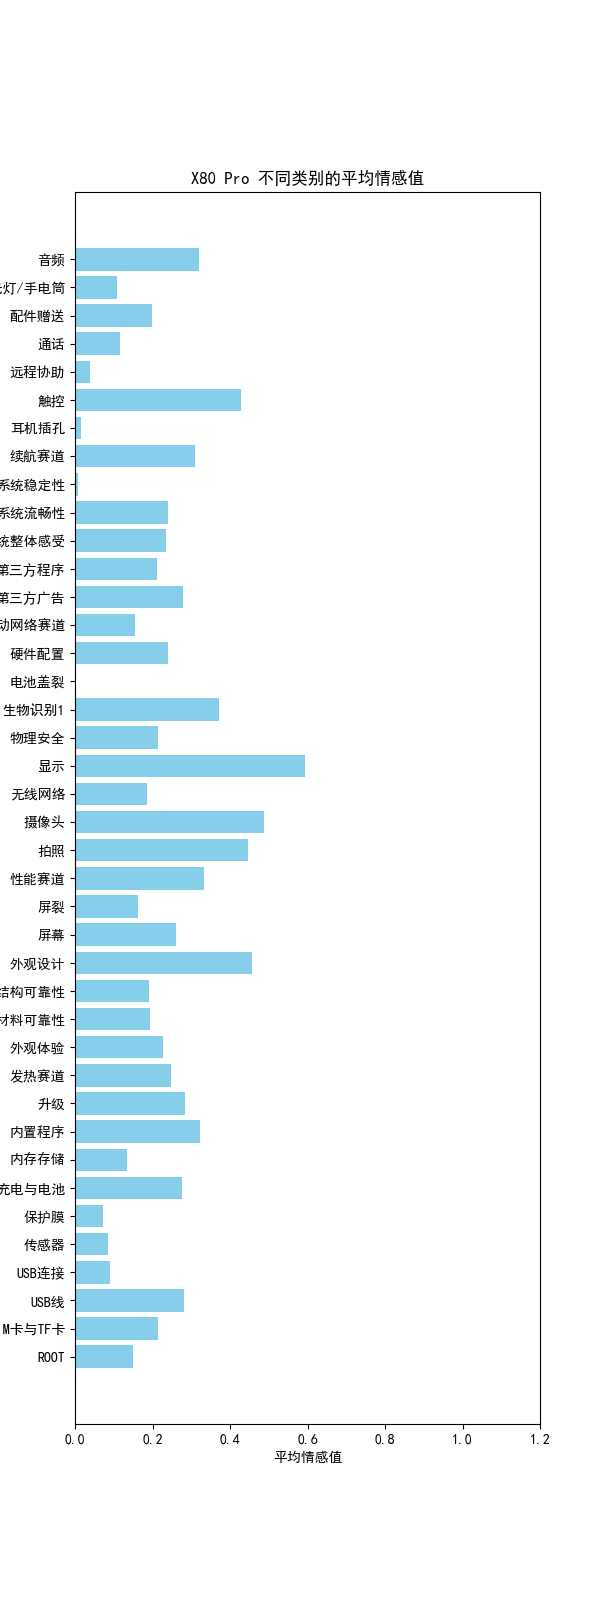 X80 Pro 不同类别的平均情感值
音频
灯/手电筒
配件赠送
通话
远程协助
触控
耳机插孔
续航赛道
系统稳定性
系统流畅性
统整体感受
第三方程序
第三方广告
动网络赛道
硬件配置
电池盖裂
生物识别1
物理安全
显示
无线网络
摄像头
拍照
性能赛道
屏裂
屏幕
外观设计
结构可靠性
材料可靠性
外观体验
发热赛道
升级
内置程序
内存存储
充电与电池
保护膜
传感器
USB连接
USB线
M卡与TF卡
ROOT
0.0 0.2 0.4 0.6 0.8 1.0 1.2
平均情感值